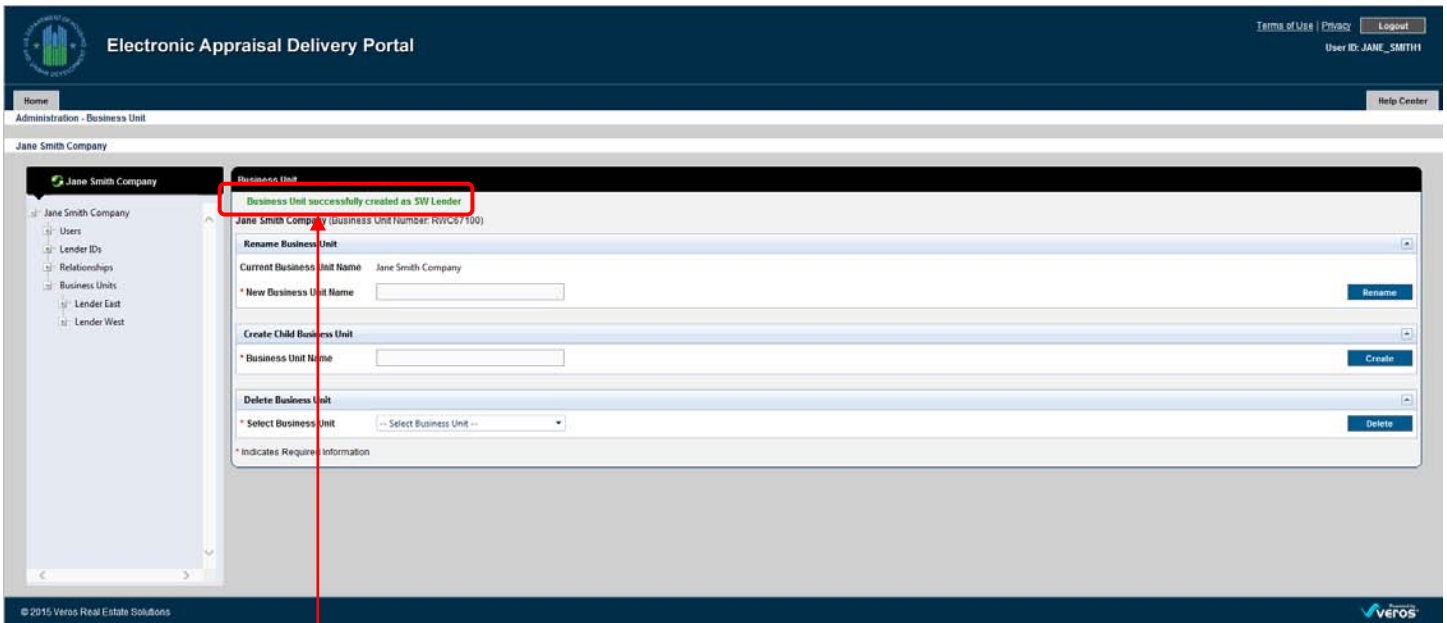 Terms of Use | Privacy Logout
Electronic Appraisal Delivery Portal
User ID: JANE_SMITH1
Home Help Center
Administration - Business Unit
Jane Smith Company
Jane Smith Company
Jane Smith Company
Users
Lender IDs
Relationships
Business Units
Lender East
Lender West
Business Unit
Business Unit successfully created as SW Lender
Jane Smith Company (Business Unit Number: RWC67100)
Rename Business Unit
Current Business Unit Name Jane Smith Company
* New Business Unit Name Rename
Create Child Business Unit
* Business Unit Name Create
Delete Business Unit
* Select Business Unit -- Select Business Unit -- Delete
* Indicates Required Information
© 2015 Veros Real Estate Solutions
Powered by
veros